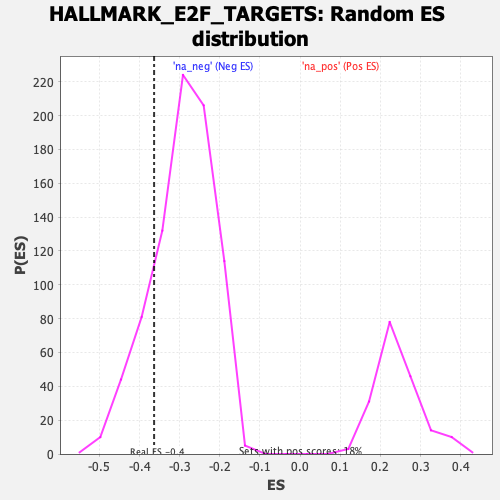 HALLMARK_E2F_TARGETS: Random ES
distribution
'na_neg' (Neg ES)
'na_pos' (Pos ES)
220
200
180
160
140
120
100
80
60
40
20
0
P(ES)
Real ES -0.4
Sets with pos scores: 18%
-0.5
-0.4
-0.3
-0.2
-0.1
0.0
0.1
0.2
0.3
0.4
ES